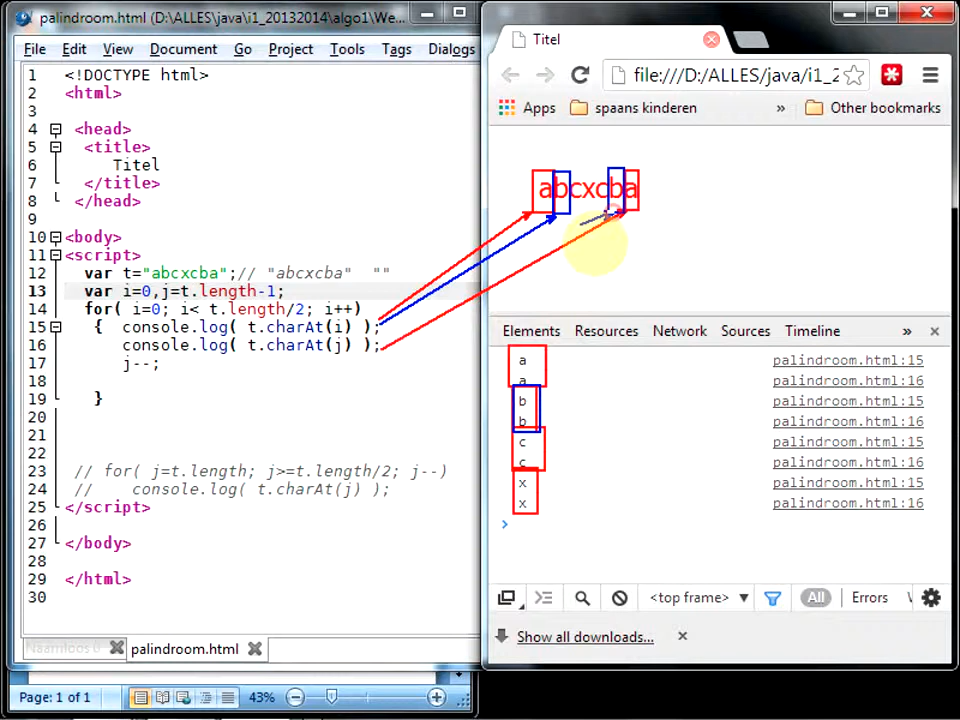 palindroom.html (D:\ALLES\java\i1_20132014\algo1\We...
File Edit View Document Go Project Tools Tags Dialogs
1 <!DOCTYPE html>
2 <html>
3
4 <head>
5 <title>
6 Titel
7 </title>
8 </head>
9
10 <body>
11 <script>
12 var t="abcxcba";// "abcxcba" ""
13 var i=0,j=t.length-1;
14 for( i=0; i< t.length/2; i++)
15 { console.log( t.charAt(i) );
16 console.log( t.charAt(j) );
17 j--;
18
19 }
20
21
22
23 // for( j=t.length; j>=t.length/2; j--)
24 // console.log( t.charAt(j) );
25 </script>
26
27 </body>
28
29 </html>
30
Naamloos 0 palindroom.html
Page: 1 of 1 43%
Titel
file:///D:/ALLES/java/i1_2
Apps spaans kinderen » Other bookmarks
abcxcba
Elements Resources Network Sources Timeline »
a palindroom.html:15
a palindroom.html:16
b palindroom.html:15
b palindroom.html:16
c palindroom.html:15
c palindroom.html:16
x palindroom.html:15
x palindroom.html:16
>
<top frame> All Errors
Show all downloads...